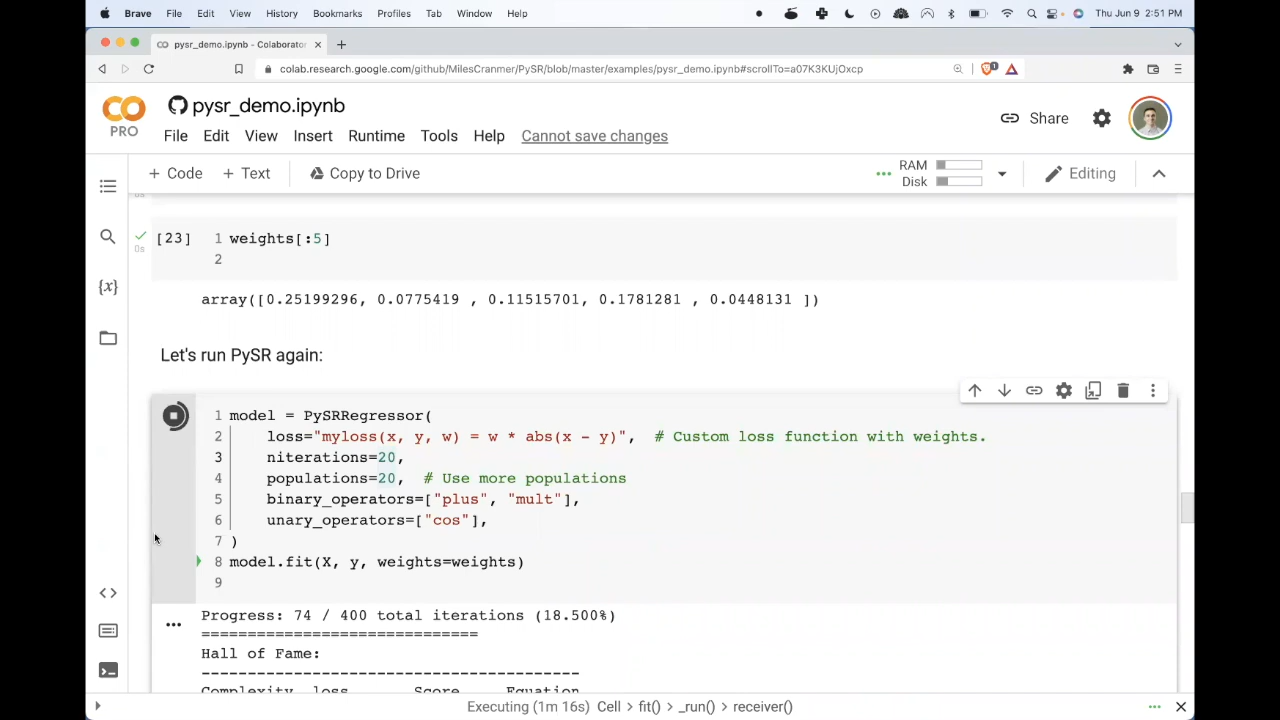 Brave File Edit View History Bookmarks Profiles Tab Window Help Thu Jun 9 2:51 PM
pysr_demo.ipynb - Colaborator
colab.research.google.com/github/MilesCranmer/PySR/blob/master/examples/pysr_demo.ipynb#scrollTo=a07K3KUjOxcp
PRO
pysr_demo.ipynb
Share
File Edit View Insert Runtime Tools Help Cannot save changes
+ Code + Text Copy to Drive
RAM
Disk
Editing
0s
[23] 1 weights[:5]
0s
2
array([0.25199296, 0.0775419 , 0.11515701, 0.1781281 , 0.0448131 ])
{x}
Let's run PySR again:
1 model = PySRRegressor(
2 loss="myloss(x, y, w) = w * abs(x - y)", # Custom loss function with weights.
3 niterations=20,
4 populations=20, # Use more populations
5 binary_operators=["plus", "mult"],
6 unary_operators=["cos"],
7 )
8 model.fit(X, y, weights=weights)
9
Progress: 74 / 400 total iterations (18.500%)
==============================
Hall of Fame:
-----------------------------------------
Complexity loss Score Equation
Executing (1m 16s) Cell > fit() > _run() > receiver()